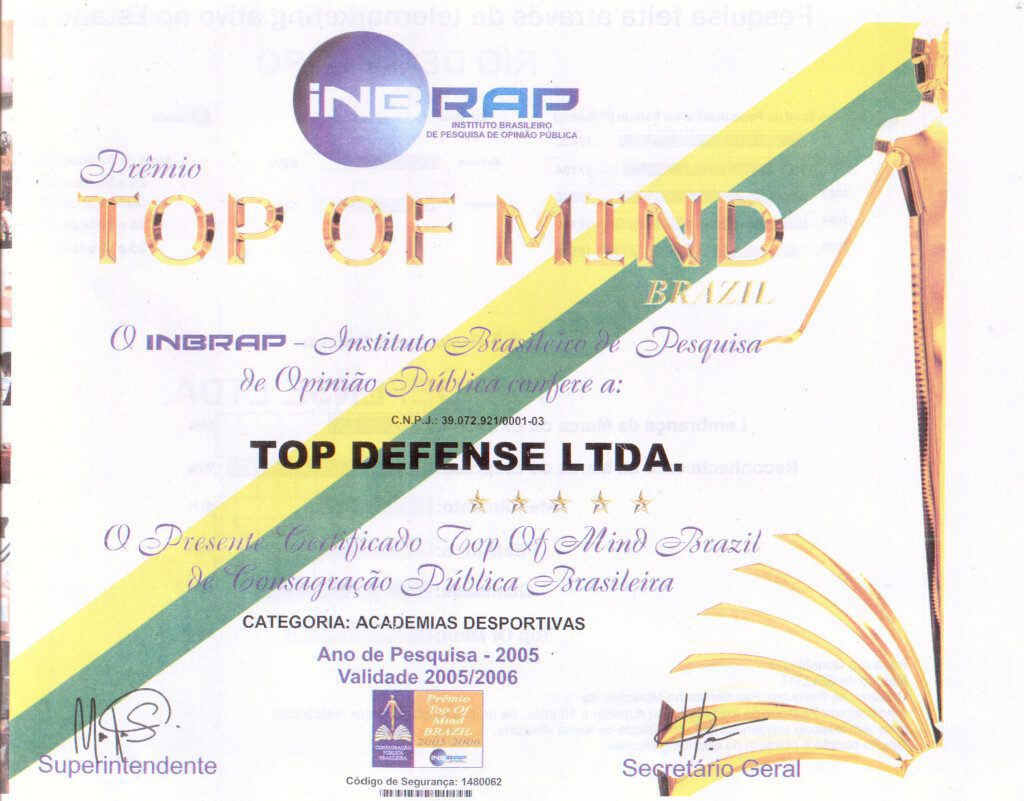 iNBRAP
INSTITUTO BRASILEIRO
DE PESQUISA DE OPINIÃO PÚBLICA
Prêmio
TOP OF MIND
BRAZIL
O INBRAP - Instituto Brasileiro de Pesquisa
de Opinião Pública confere a:
C.N.P.J.: 39.072.921/0001-03
TOP DEFENSE LTDA.
O Presente Certificado Top Of Mind Brazil
de Consagração Pública Brasileira
CATEGORIA: ACADEMIAS DESPORTIVAS
Ano de Pesquisa - 2005
Validade 2005/2006
Prêmio
Top Of
Mind
BRAZIL
2005 2006
CONSAGRAÇÃO
PÚBLICA
BRASILEIRA
iNBRAP
Superintendente
Secretário Geral
Código de Segurança: 1480062